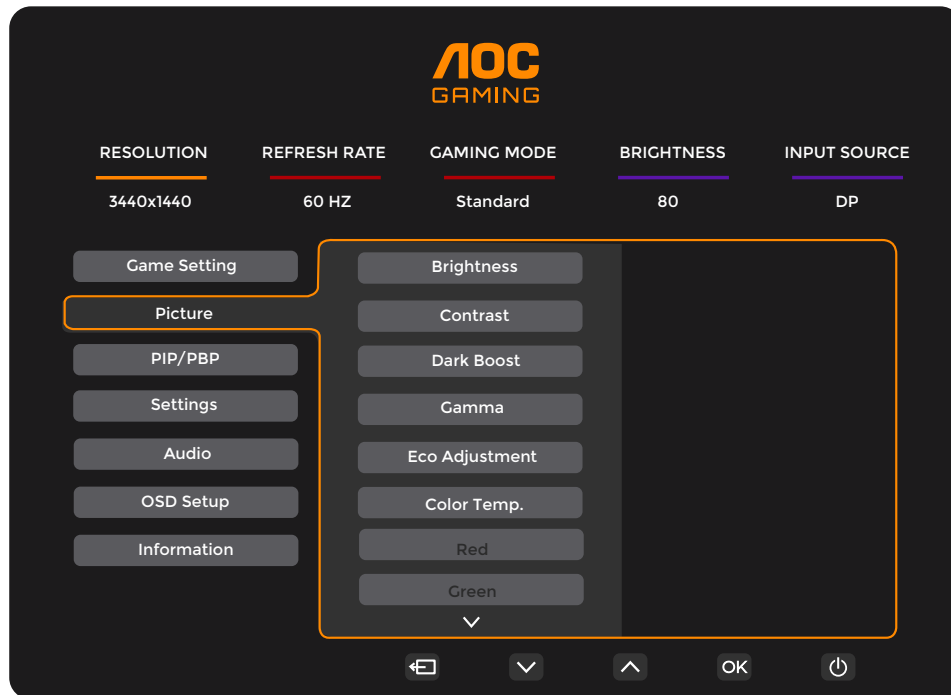 AOC
GAMING
RESOLUTION REFRESH RATE GAMING MODE BRIGHTNESS INPUT SOURCE
3440x1440 60 HZ Standard 80 DP
Game Setting
Picture
PIP/PBP
Settings
Audio
OSD Setup
Information
Brightness
Contrast
Dark Boost
Gamma
Eco Adjustment
Color Temp.
Red
Green
OK